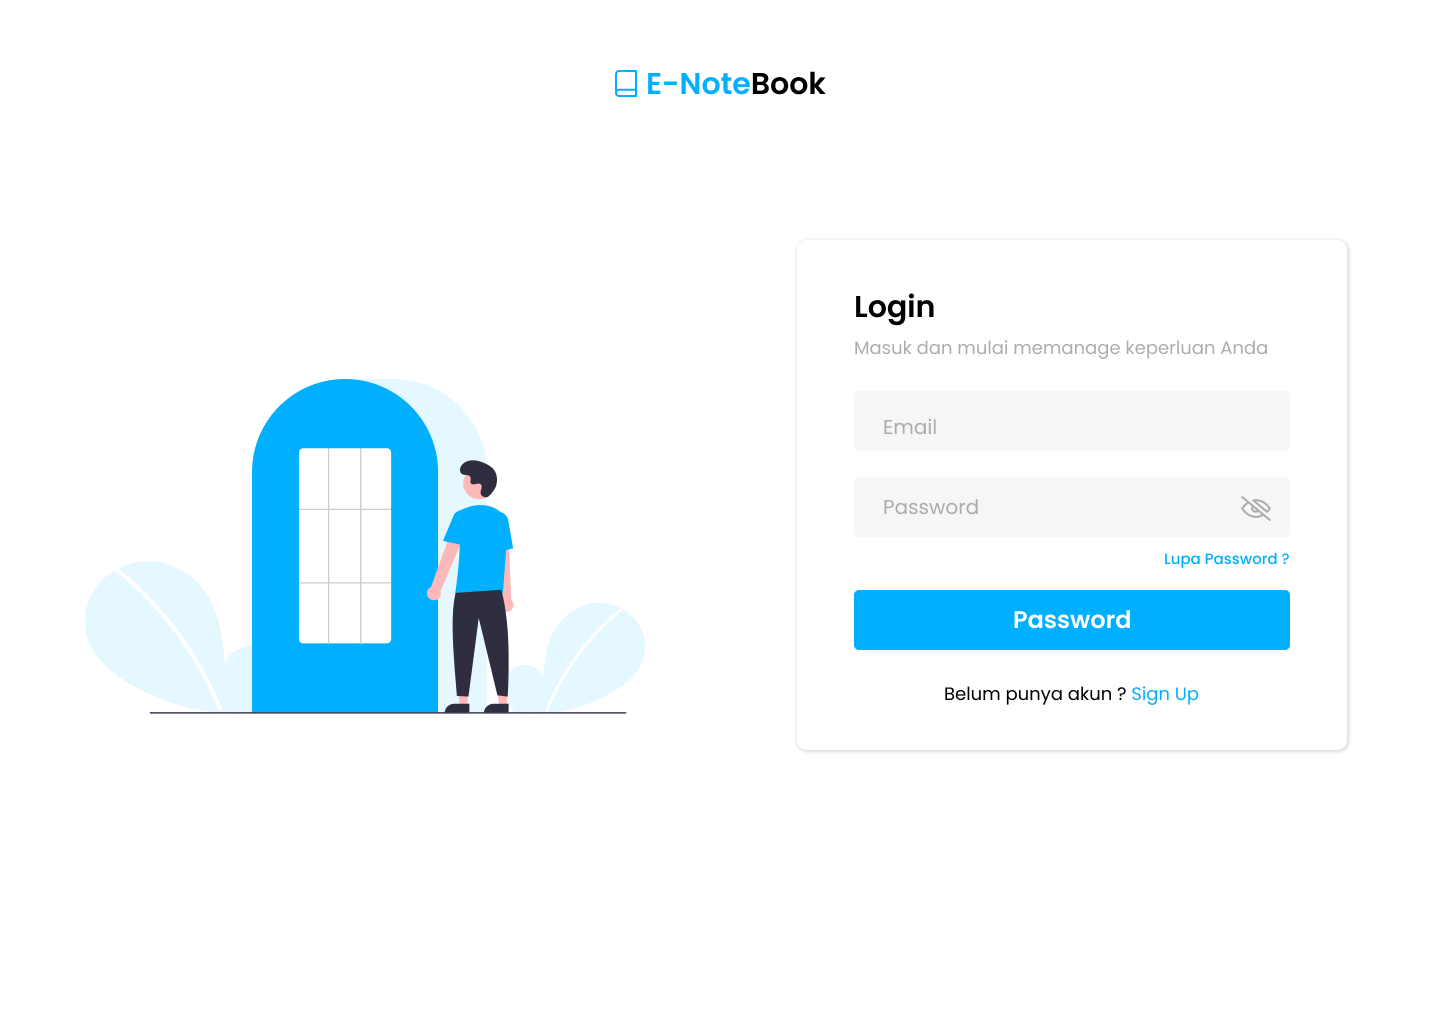 E-NoteBook
Login
Masuk dan mulai memanage keperluan Anda
Email
Password
Lupa Password ?
Password
Belum punya akun ? Sign Up